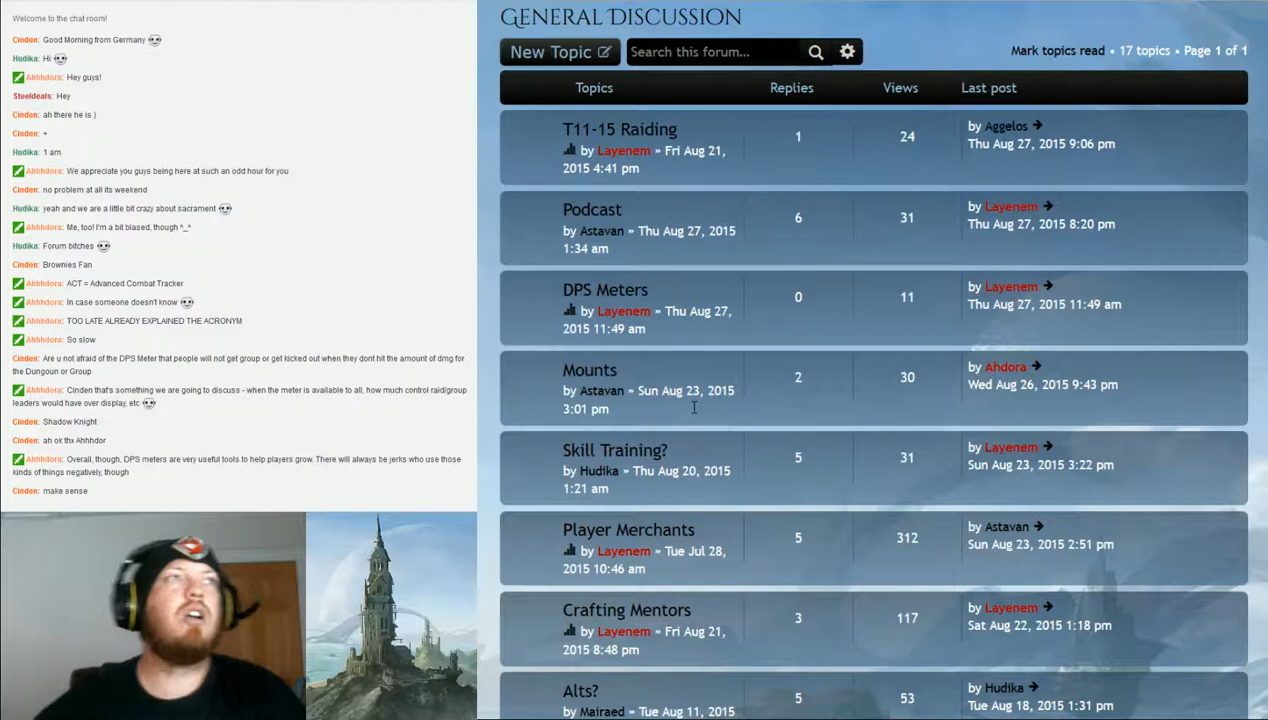 Welcome to the chat room!
Cinden: Good Morning from Germany
Hudika: Hi
Ahhhdora: Hey guys!
Steeldeals: Hey
Cinden: ah there he is )
Cinden: +
Hudika: 1 am
Ahhhdora: We appreciate you guys being here at such an odd hour for you
Cinden: no problem at all its weekend
Hudika: yeah and we are a little bit crazy about sacrament
Ahhhdora: Me, too! I'm a bit biased, though ^_^
Hudika: Forum bitches
Cinden: Brownies Fan
Ahhhdora: ACT = Advanced Combat Tracker
Ahhhdora: In case someone doesn't know
Ahhhdora: TOO LATE ALREADY EXPLAINED THE ACRONYM
Ahhhdora: So slow
Cinden: Are u not afraid of the DPS Meter that people will not get group or get kicked out when they dont hit the amount of dmg for
the Dungoun or Group
Ahhhdora: Cinden that's something we are going to discuss - when the meter is available to all, how much control raid/group
leaders would have over display, etc
Cinden: Shadow Knight
Cinden: ah ok thx Ahhhdor
Ahhhdora: Overall, though, DPS meters are very useful tools to help players grow. There will always be jerks who use those
kinds of things negatively, though
Cinden: make sense
General Discussion
New Topic
Search this forum...
Mark topics read • 17 topics • Page 1 of 1
Topics Replies Views Last post
T11-15 Raiding
by Layenem » Fri Aug 21,
2015 4:41 pm
1
24
by Aggelos
Thu Aug 27, 2015 9:06 pm
Podcast
by Astavan » Thu Aug 27, 2015
1:34 am
6
31
by Layenem
Thu Aug 27, 2015 8:20 pm
DPS Meters
by Layenem » Thu Aug 27,
2015 11:49 am
0
11
by Layenem
Thu Aug 27, 2015 11:49 am
Mounts
by Astavan » Sun Aug 23, 2015
3:01 pm
2
30
by Ahdora
Wed Aug 26, 2015 9:43 pm
Skill Training?
by Hudika » Thu Aug 20, 2015
1:21 am
5
31
by Layenem
Sun Aug 23, 2015 3:22 pm
Player Merchants
by Layenem » Tue Jul 28,
2015 10:46 am
5
312
by Astavan
Sun Aug 23, 2015 2:51 pm
Crafting Mentors
by Layenem » Fri Aug 21,
2015 8:48 pm
3
117
by Layenem
Sat Aug 22, 2015 1:18 pm
Alts?
by Mairaed » Tue Aug 11, 2015
5
53
by Hudika
Tue Aug 18, 2015 1:31 pm